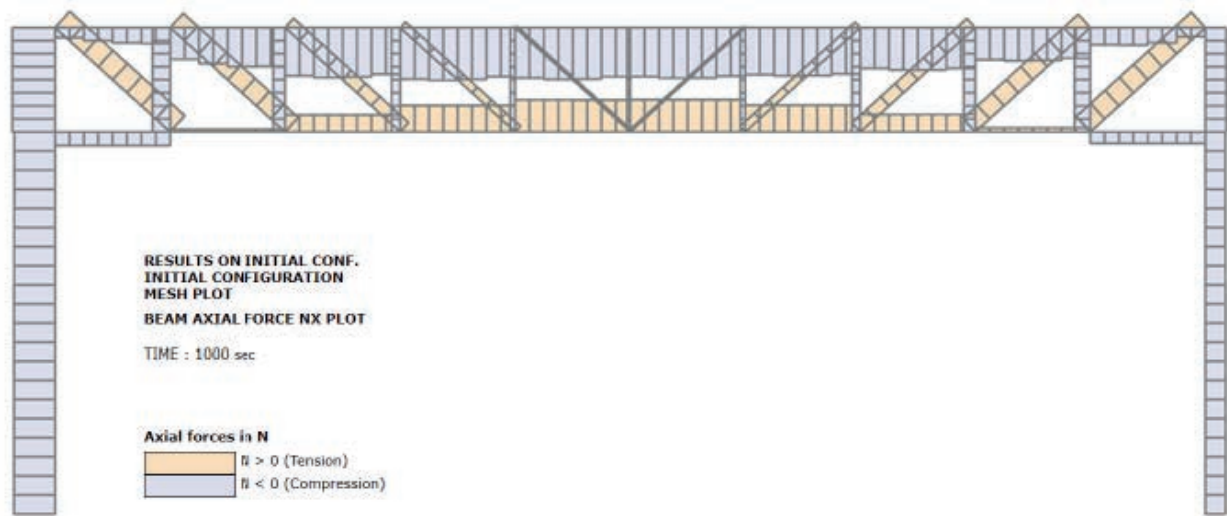 RESULTS ON INITIAL CONF.
INITIAL CONFIGURATION
MESH PLOT
BEAM AXIAL FORCE NX PLOT
TIME : 1000 sec
Axial forces in N
N > 0 (Tension)
N < 0 (Compression)